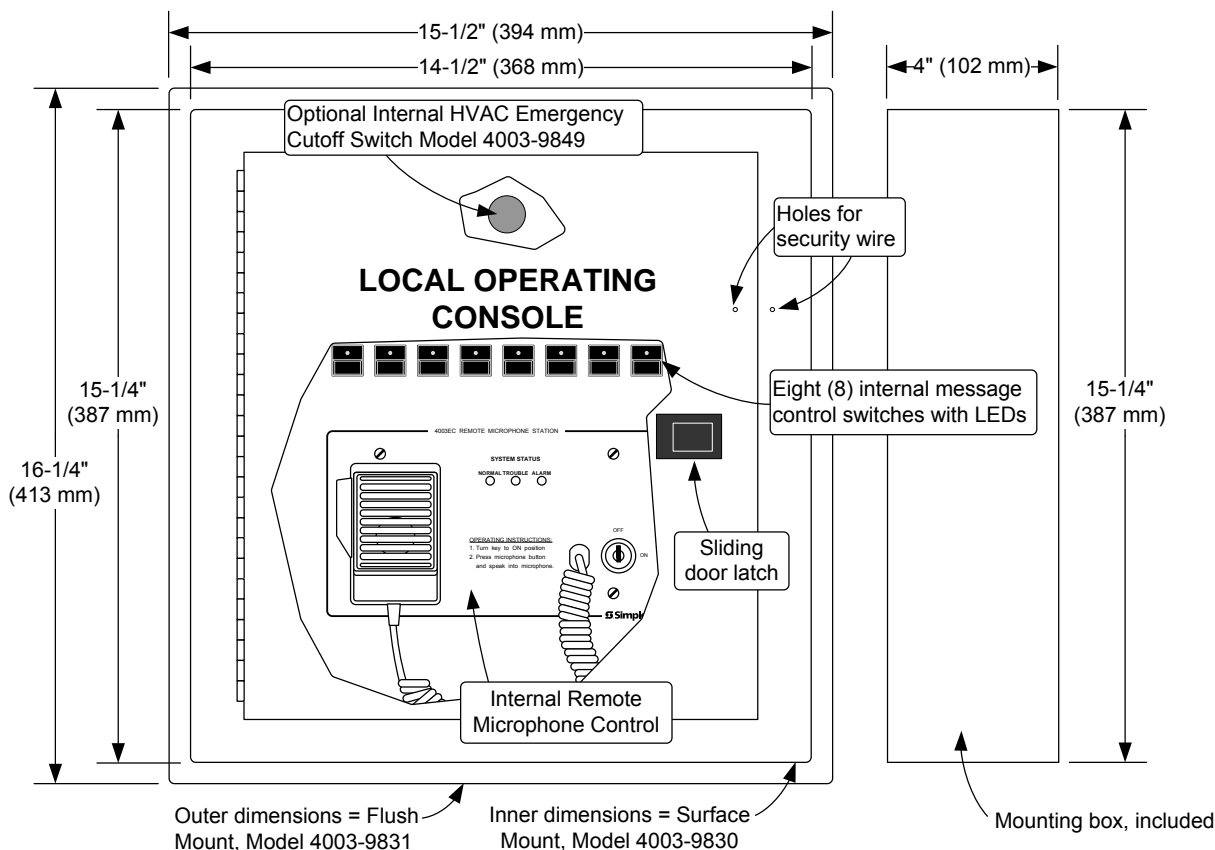 15-1/2" (394 mm)
14-1/2" (368 mm)
4" (102 mm)
Optional Internal HVAC Emergency
Cutoff Switch Model 4003-9849
Holes for
security wire
LOCAL OPERATING
CONSOLE
15-1/4"
(387 mm)
Eight (8) internal message
control switches with LEDs
15-1/4"
(387 mm)
16-1/4"
(413 mm)
4003EC REMOTE MICROPHONE STATION
SYSTEM STATUS
NORMAL TROUBLE ALARM
OFF
ON
OPERATING INSTRUCTIONS:
1. Turn key to ON position
2. Press microphone button
and speak into microphone.
Sliding
door latch
Simpl
Internal Remote
Microphone Control
Outer dimensions = Flush
Mount, Model 4003-9831
Inner dimensions = Surface
Mount, Model 4003-9830
Mounting box, included